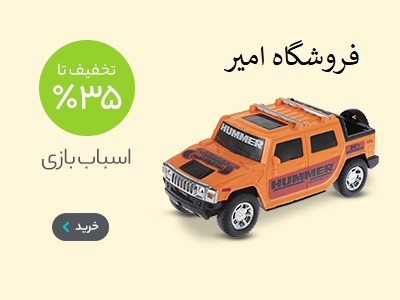 فروشگاه امیر
تخفیف تا
%۳۵
اسباب بازی
خرید
HUMMER
HUMMER